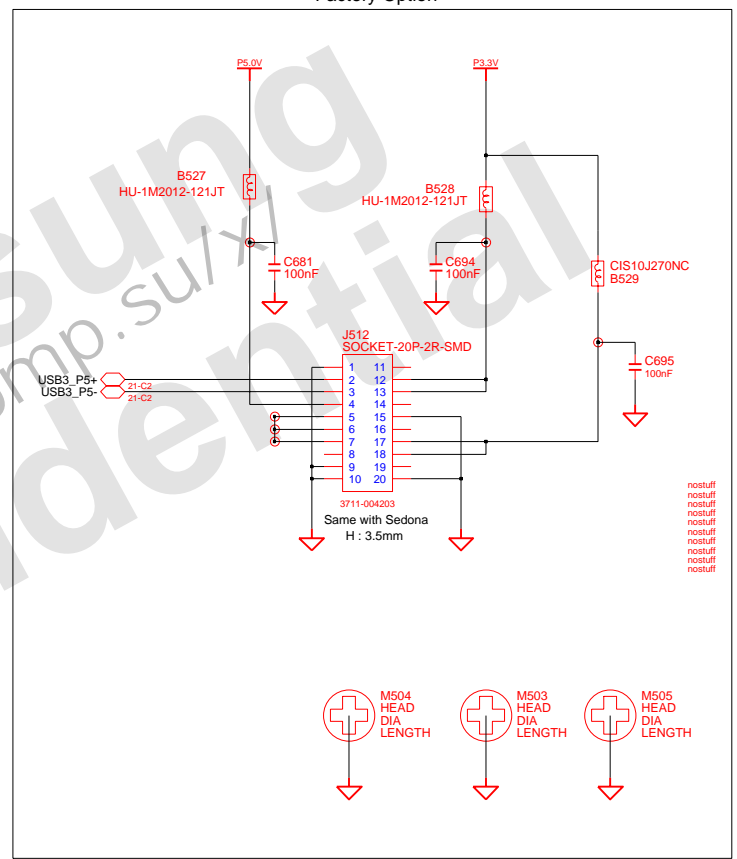 Factory Option
P5.0V
P3.3V
B527
HU-1M2012-121JT
B528
HU-1M2012-121JT
C681
100nF
C694
100nF
CIS10J270NC
B529
C695
100nF
J512
SOCKET-20P-2R-SMD
USB3_P5+
21-C2
USB3_P5-
21-C2
1 11
2 12
3 13
4 14
5 15
6 16
7 17
8 18
9 19
10 20
3711-004203
Same with Sedona
H : 3.5mm
nostuff
nostuff
nostuff
nostuff
nostuff
nostuff
nostuff
nostuff
nostuff
nostuff
M504
HEAD
DIA
LENGTH
M503
HEAD
DIA
LENGTH
M505
HEAD
DIA
LENGTH
sung
dential
omp.su/x/